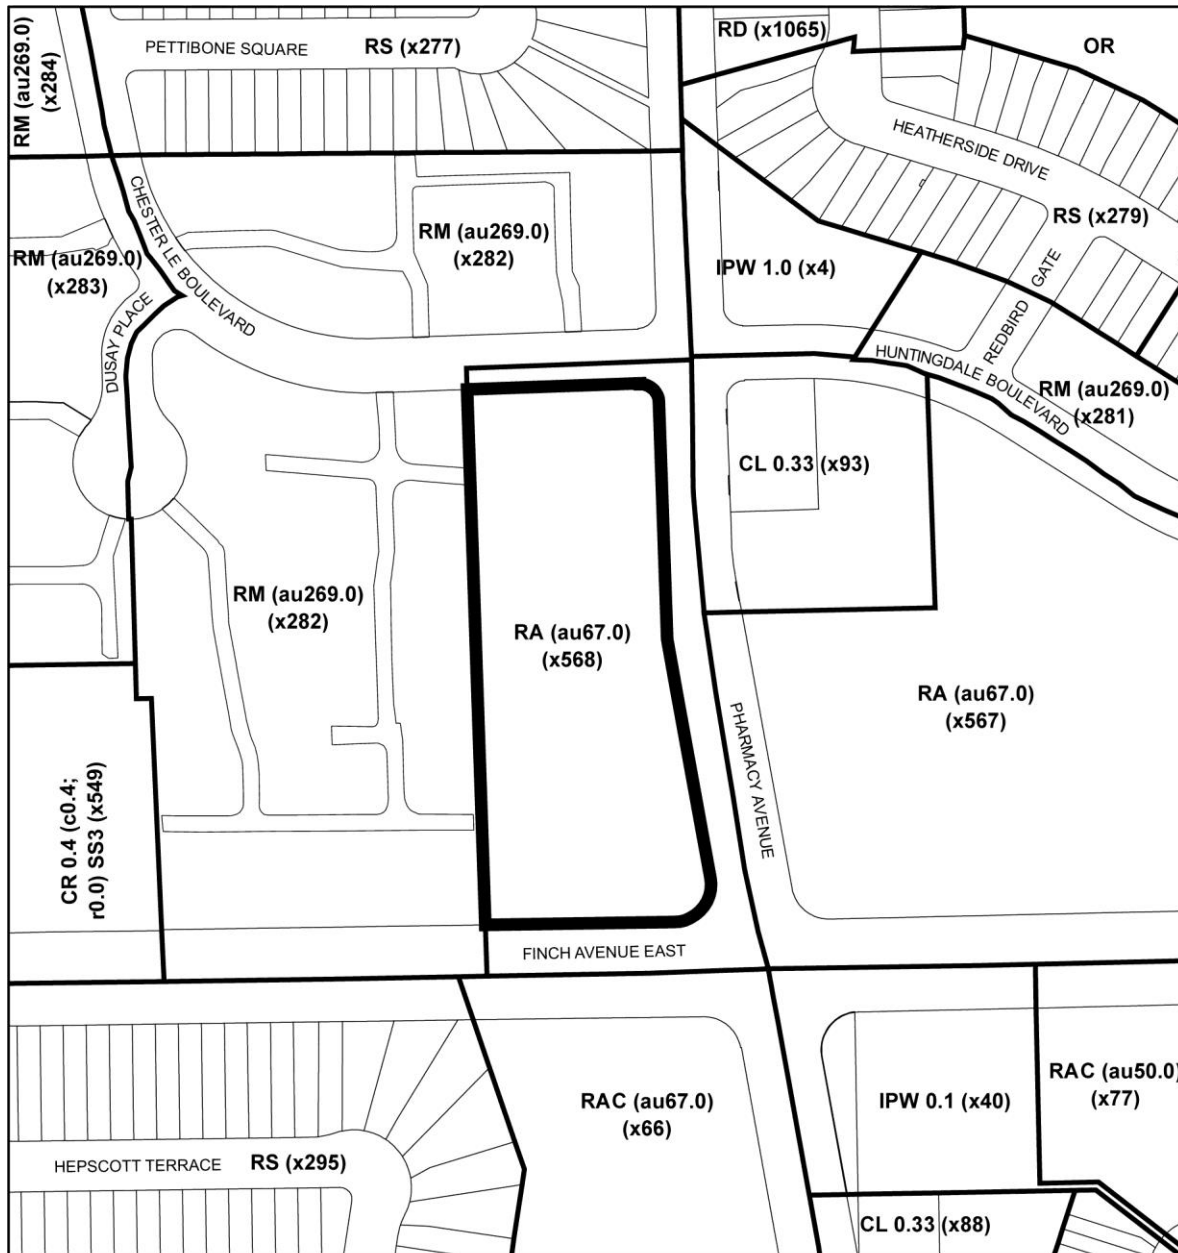 RM (au269.0)
(x284)
PETTIBONE SQUARE
RS (x277)
RD (x1065)
OR
HEATHERSIDE DRIVE
RS (x279)
CHESTER LE BOULEVARD
RM (au269.0)
(x282)
RM (au269.0)
(x283)
IPW 1.0 (x4)
REDBIRD GATE
DUSAY PLACE
HUNTINGDALE BOULEVARD
RM (au269.0)
(x281)
CL 0.33 (x93)
RM (au269.0)
(x282)
RA (au67.0)
(x568)
RA (au67.0)
(x567)
PHARMACY AVENUE
CR 0.4 (c0.4;
r0.0) SS3 (x549)
FINCH AVENUE EAST
RAC (au67.0)
(x66)
IPW 0.1 (x40)
RAC (au50.0)
(x77)
HEPSCOTT TERRACE
RS (x295)
CL 0.33 (x88)